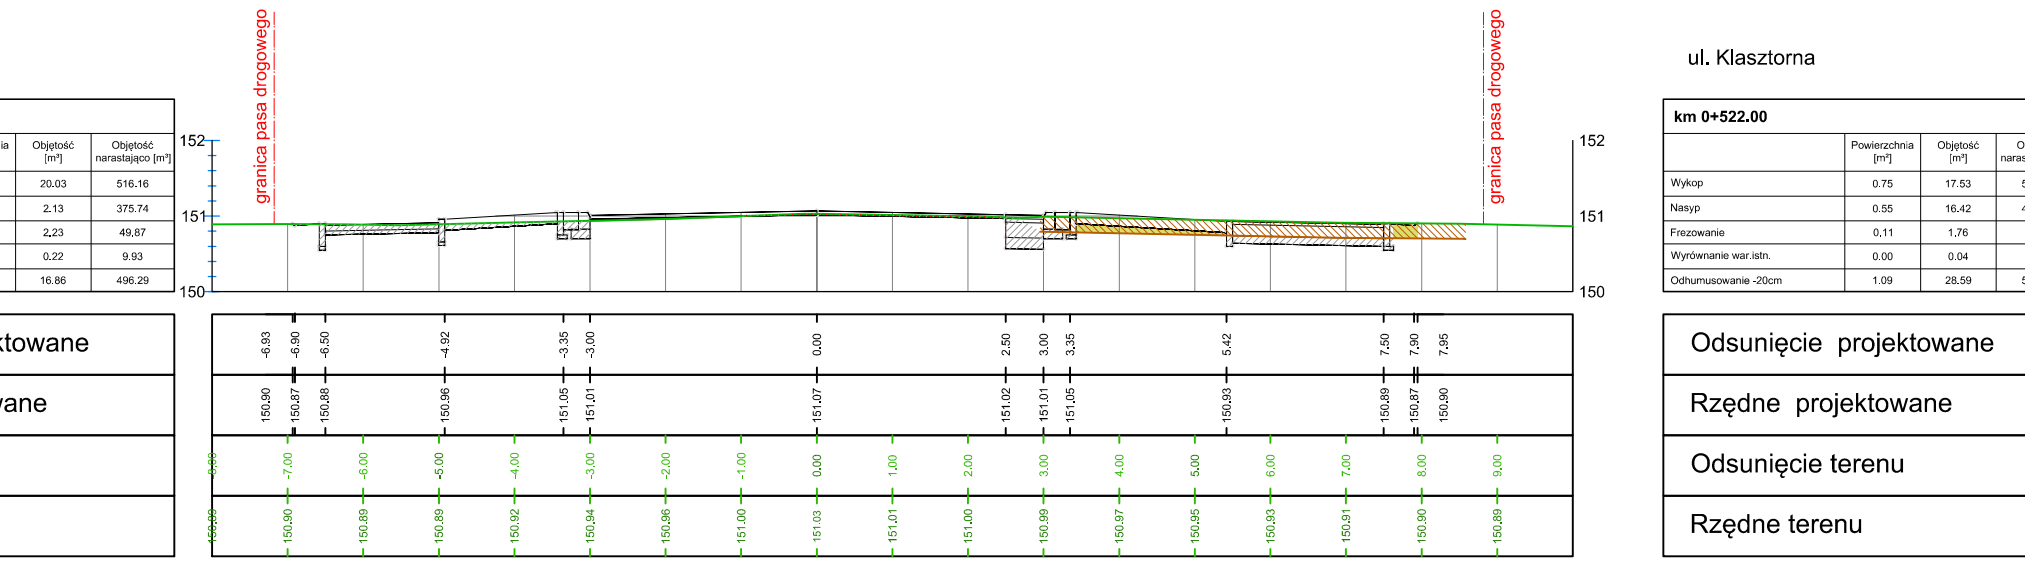 granica pasa drogowego
granica pasa drogowego
ul. Klasztorna
Objętość [m³] Objętość narastająco [m³]
20.03 516.16
2.13 375.74
2.23 49.87
0.22 9.93
16.86 496.29
152 152
151 151
150 150
km 0+522.00
Powierzchnia [m²] Objętość [m³]
Wykop 0.75 17.53
Nasyp 0.55 16.42
Frezowanie 0.11 1.76
Wyrównanie war.istn. 0.00 0.04
Odhumusowanie -20cm 1.09 28.59
-6.93 -6.90 -6.50 -4.92 -3.35 -3.00 0.00 2.50 3.00 3.35 5.42 7.50 7.90 7.95
Odsunięcie projektowane
150.90 150.87 150.88 150.96 151.05 151.01 151.07 151.02 151.01 151.05 150.93 150.89 150.87 150.90
Rzędne projektowane
-8.00 -7.00 -6.00 -5.00 -4.00 -3.00 -2.00 -1.00 0.00 1.00 2.00 3.00 4.00 5.00 6.00 7.00 8.00 9.00
Odsunięcie terenu
150.89 150.90 150.89 150.89 150.92 150.94 150.96 151.00 151.03 151.01 151.00 150.99 150.97 150.95 150.93 150.91 150.90 150.89
Rzędne terenu